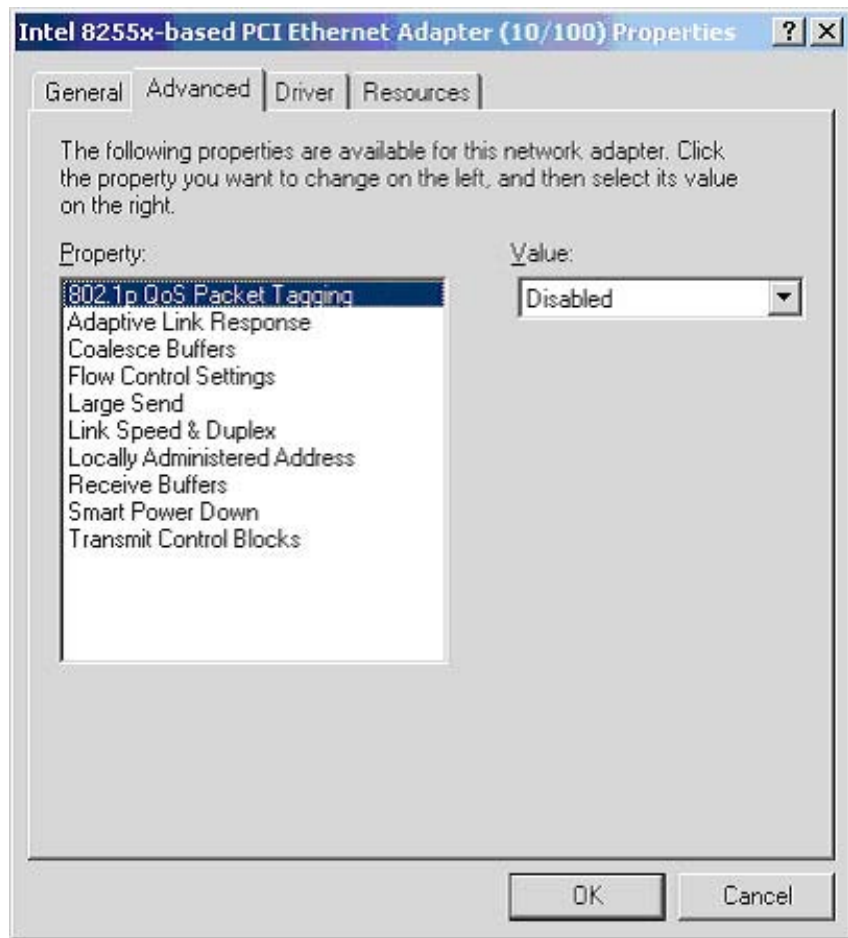 Intel 8255x-based PCI Ethernet Adapter (10/100) Properties
General Advanced Driver Resources
The following properties are available for this network adapter. Click
the property you want to change on the left, and then select its value
on the right.
Property: Value:
802.1p QoS Packet Tagging Disabled
Adaptive Link Response
Coalesce Buffers
Flow Control Settings
Large Send
Link Speed & Duplex
Locally Administered Address
Receive Buffers
Smart Power Down
Transmit Control Blocks
OK Cancel